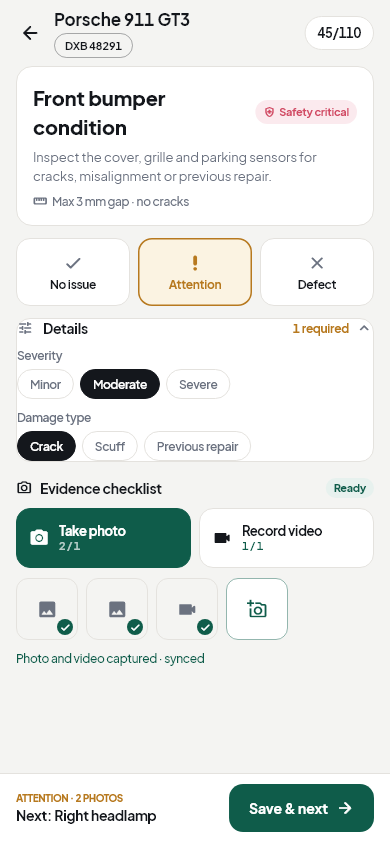 Porsche 911 GT3
DXB 48291
45/110
Front bumper
condition
Safety critical
Inspect the cover, grille and parking sensors for
cracks, misalignment or previous repair.
Max 3 mm gap · no cracks
No issue
Attention
Defect
Details
1 required
Severity
Minor
Moderate
Severe
Damage type
Crack
Scuff
Previous repair
Evidence checklist
Ready
Take photo
2/1
Record video
1/1
Photo and video captured · synced
ATTENTION · 2 PHOTOS
Next: Right headlamp
Save & next